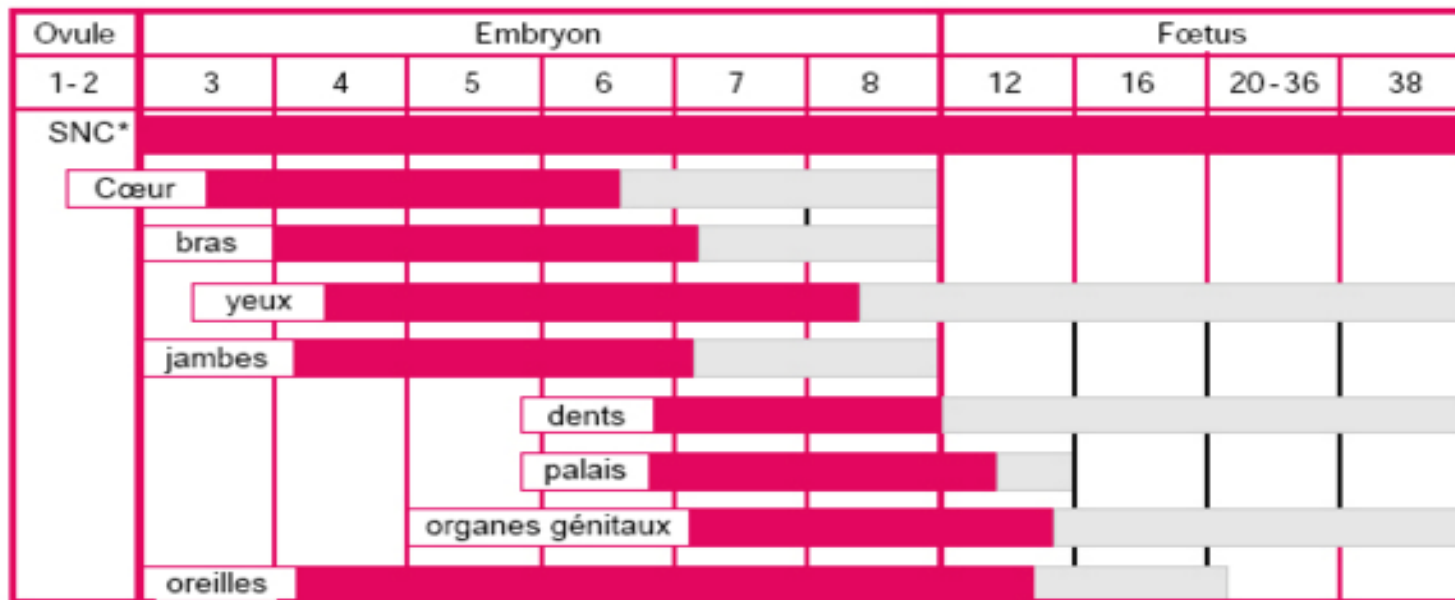 Ovule Embryon Fœtus
1-2 3 4 5 6 7 8 12 16 20-36 38
SNC*
Cœur
bras
yeux
jambes
dents
palais
organes génitaux
oreilles